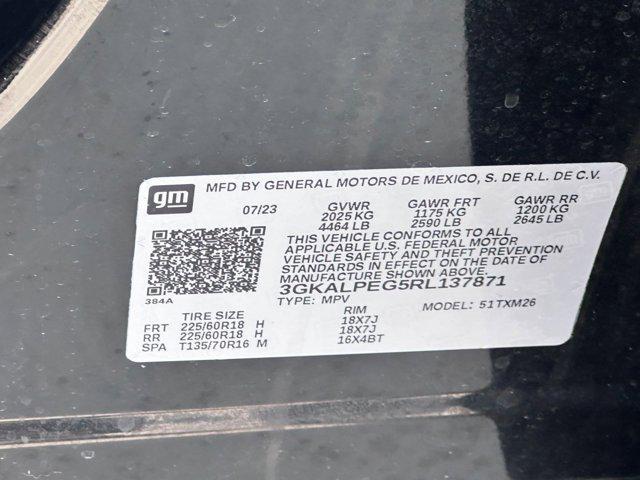 gm MFD BY GENERAL MOTORS DE MEXICO, S. DE R.L. DE C.V.
07/23 GVWR GAWR FRT GAWR RR
2025 KG 1175 KG 1200 KG
4464 LB 2590 LB 2645 LB
THIS VEHICLE CONFORMS TO ALL
APPLICABLE U.S. FEDERAL MOTOR
VEHICLE SAFETY AND THEFT PREVENTION
STANDARDS IN EFFECT ON THE DATE OF
MANUFACTURE SHOWN ABOVE.
3GKALPEG5RL137871
384A TYPE: MPV MODEL: 51TXM26
TIRE SIZE RIM
FRT 225/60R18 H 18X7J
RR 225/60R18 H 18X7J
SPA T135/70R16 M 16X4BT